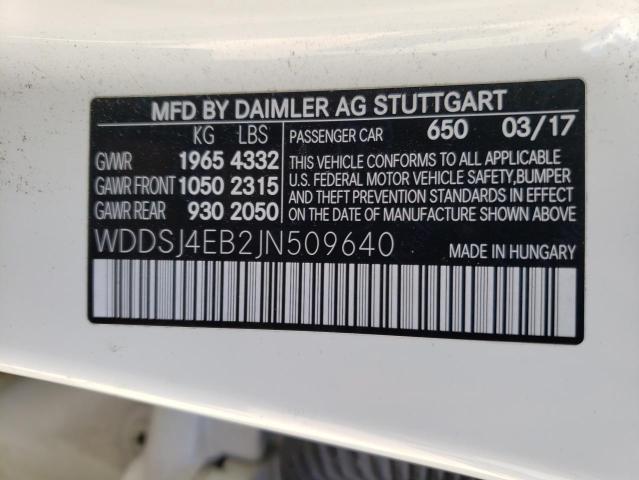 MFD BY DAIMLER AG STUTTGART
KG LBS
GVWR 1965 4332
GAWR FRONT 1050 2315
GAWR REAR 930 2050
PASSENGER CAR 650 03/17
THIS VEHICLE CONFORMS TO ALL APPLICABLE
U.S. FEDERAL MOTOR VEHICLE SAFETY, BUMPER
AND THEFT PREVENTION STANDARDS IN EFFECT
ON THE DATE OF MANUFACTURE SHOWN ABOVE.
WDDSJ4EB2JN509640
MADE IN HUNGARY